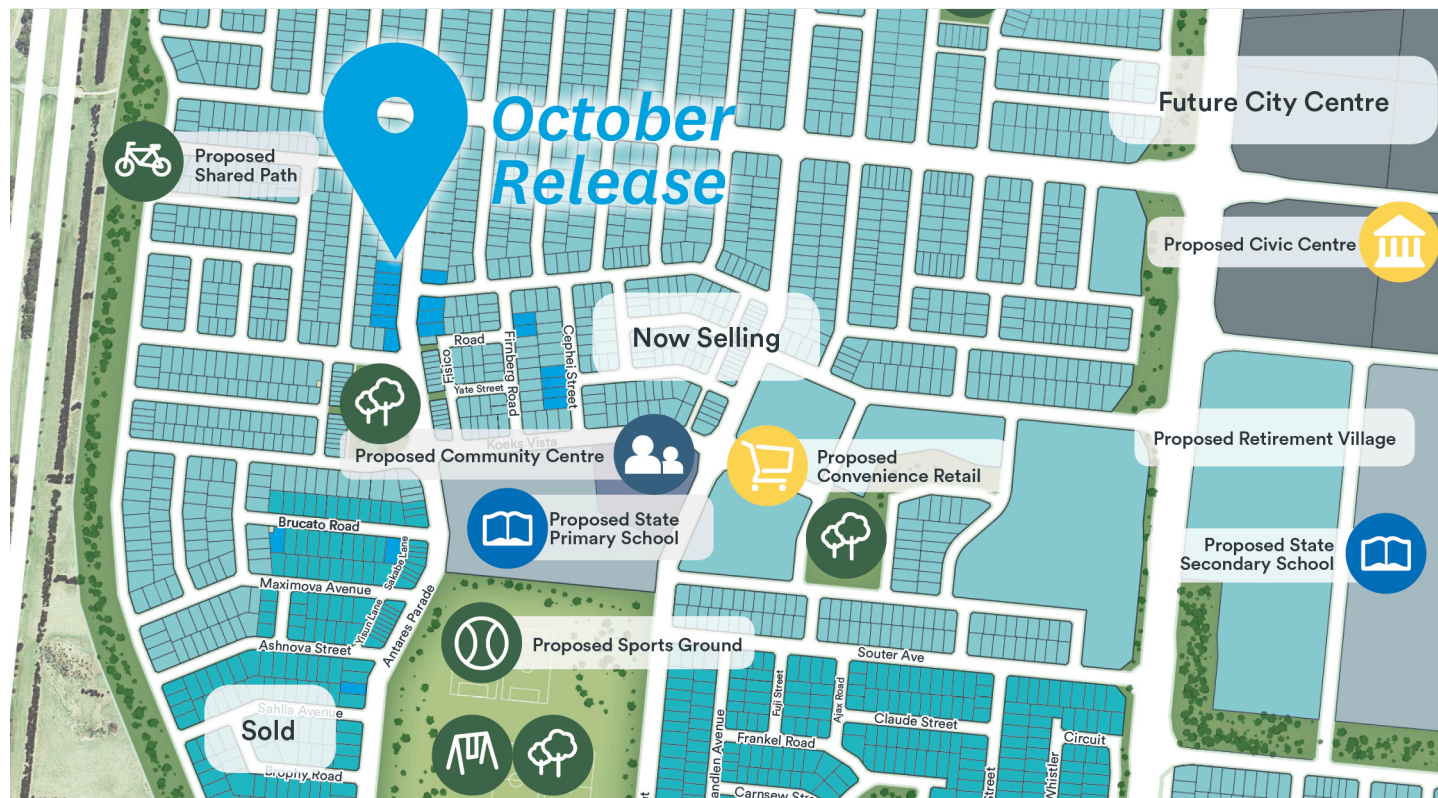 October
Release
Future City Centre
Proposed
Shared Path
Proposed Civic Centre
Now Selling
Road
Fisico
Firnberg Road
Cephei Street
Yate Street
Koeks Vista
Proposed Retirement Village
Proposed Community Centre
Proposed
Convenience Retail
Proposed State
Primary School
Brucato Road
Sakabe Lane
Proposed State
Secondary School
Maximova Avenue
Yisun Lane
Antares Parade
Ashnova Street
Proposed Sports Ground
Souter Ave
Fuji Street
Ajax Road
Claude Street
Sahlia Avenue
Sold
Frankel Road
Circuit
Whistler
Street
Brophy Road